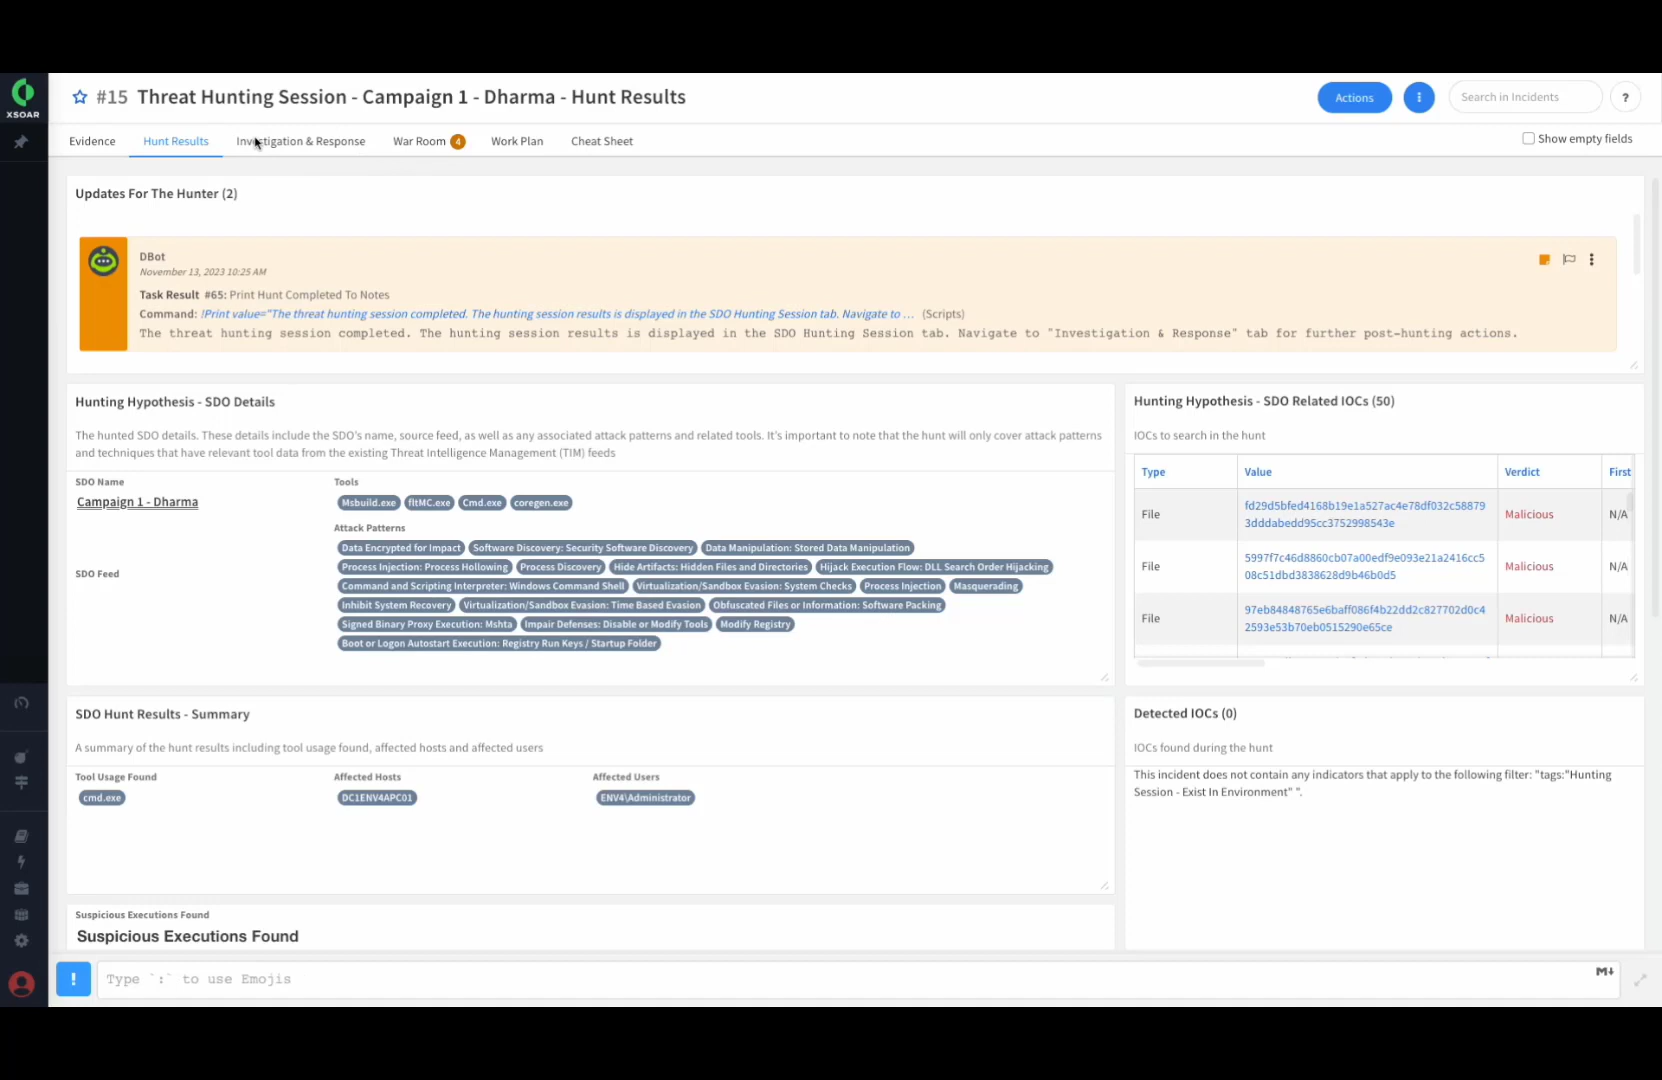 XSOAR
#15 Threat Hunting Session - Campaign 1 - Dharma - Hunt Results
Actions
Search in Incidents
?
Evidence
Hunt Results
Investigation & Response
War Room 4
Work Plan
Cheat Sheet
Show empty fields
Updates For The Hunter (2)
DBot
November 13, 2023 10:25 AM
Task Result #65: Print Hunt Completed To Notes
Command: !Print value="The threat hunting session completed. The hunting session results is displayed in the SDO Hunting Session tab. Navigate to ... (Scripts)
The threat hunting session completed. The hunting session results is displayed in the SDO Hunting Session tab. Navigate to "Investigation & Response" tab for further post-hunting actions.
Hunting Hypothesis - SDO Details
The hunted SDO details. These details include the SDO's name, source feed, as well as any associated attack patterns and related tools. It's important to note that the hunt will only cover attack patterns
and techniques that have relevant tool data from the existing Threat Intelligence Management (TIM) feeds
SDO Name
Campaign 1 - Dharma
SDO Feed
Tools
Msbuild.exe fltMC.exe Cmd.exe coregen.exe
Attack Patterns
Data Encrypted for Impact Software Discovery: Security Software Discovery Data Manipulation: Stored Data Manipulation
Process Injection: Process Hollowing Process Discovery Hide Artifacts: Hidden Files and Directories Hijack Execution Flow: DLL Search Order Hijacking
Command and Scripting Interpreter: Windows Command Shell Virtualization/Sandbox Evasion: System Checks Process Injection Masquerading
Inhibit System Recovery Virtualization/Sandbox Evasion: Time Based Evasion Obfuscated Files or Information: Software Packing
Signed Binary Proxy Execution: Mshta Impair Defenses: Disable or Modify Tools Modify Registry
Boot or Logon Autostart Execution: Registry Run Keys / Startup Folder
Hunting Hypothesis - SDO Related IOCs (50)
IOCs to search in the hunt
Type Value Verdict First
File fd29d5bfed4168b19e1a527ac4e78df032c58879 Malicious N/A
3dddabedd95cc3752998543e
File 5997f7c46d8860cb07a00edf9e093e21a2416cc5 Malicious N/A
08c51dbd3838628d9b46b0d5
File 97eb84848765e6baff086f4b22dd2c827702d0c4 Malicious N/A
2593e53b70eb0515290e65ce
SDO Hunt Results - Summary
A summary of the hunt results including tool usage found, affected hosts and affected users
Tool Usage Found
cmd.exe
Affected Hosts
DC1ENV4APC01
Affected Users
ENV4\Administrator
Detected IOCs (0)
IOCs found during the hunt
This incident does not contain any indicators that apply to the following filter: "tags:"Hunting
Session - Exist In Environment" ".
Suspicious Executions Found
Suspicious Executions Found
!
Type `:` to use Emojis
M↓